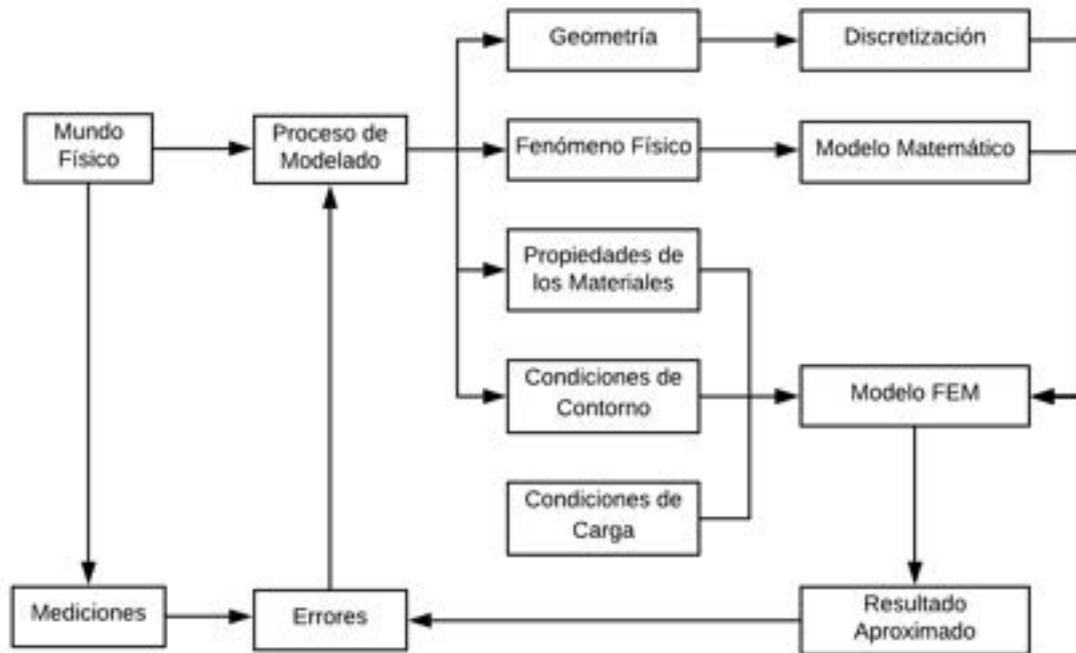 Geometría
Discretización
Mundo
Físico
Proceso de
Modelado
Fenómeno Físico
Modelo Matemático
Propiedades de
los Materiales
Condiciones de
Contorno
Modelo FEM
Condiciones de
Carga
Mediciones
Errores
Resultado
Aproximado